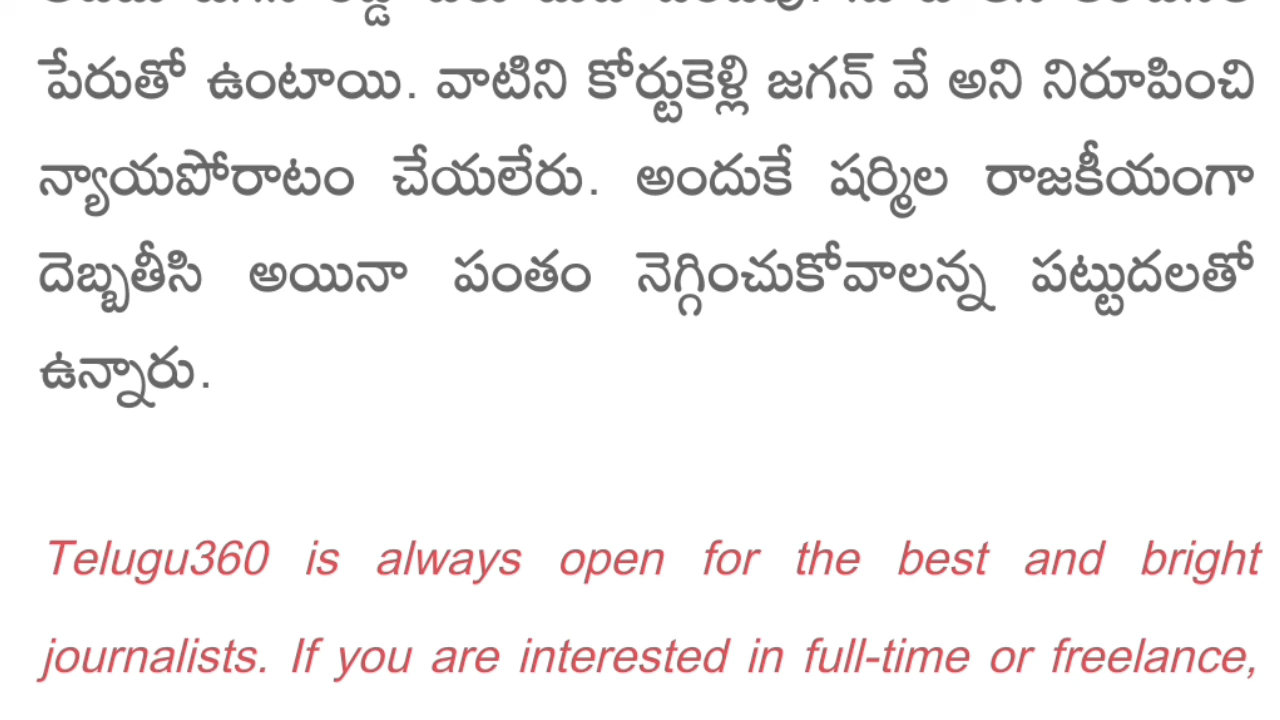 పేరుతో ఉంటాయి. వాటిని కోర్టుకెళ్లి జగన్ వే అని నిరూపించి
న్యాయపోరాటం చేయలేరు. అందుకే షర్మిల రాజకీయంగా
దెబ్బతీసి అయినా పంతం నెగ్గించుకోవాలన్న పట్టుదలతో
ఉన్నారు.
Telugu360 is always open for the best and bright
journalists. If you are interested in full-time or freelance,